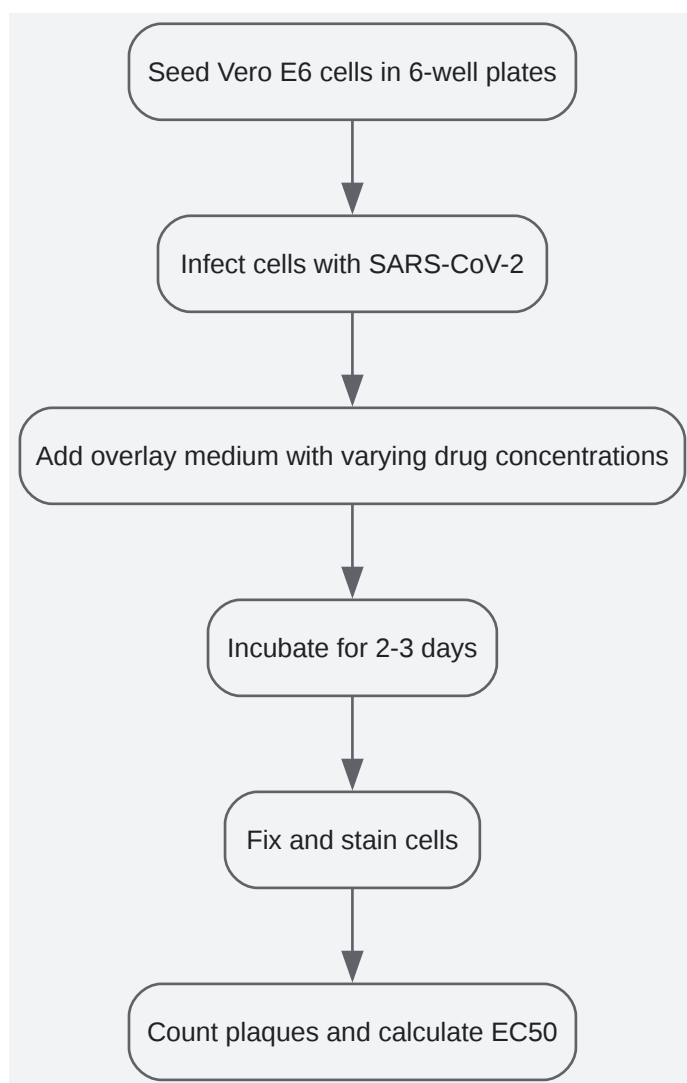 Seed Vero E6 cells in 6-well plates
Infect cells with SARS-CoV-2
Add overlay medium with varying drug concentrations
Incubate for 2-3 days
Fix and stain cells
Count plaques and calculate EC50